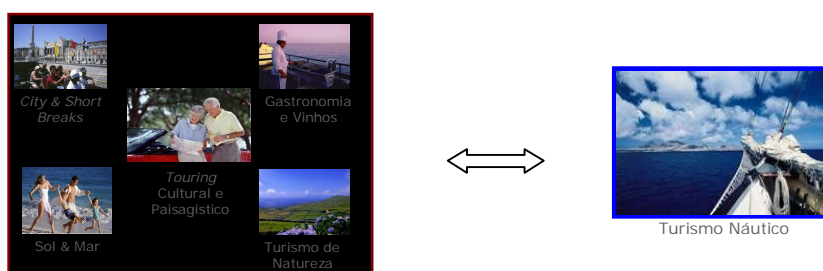 City & Short
Breaks
Gastronomia
e Vinhos
Touring
Cultural e
Paisagístico
Sol & Mar
Turismo de
Natureza
Turismo Náutico